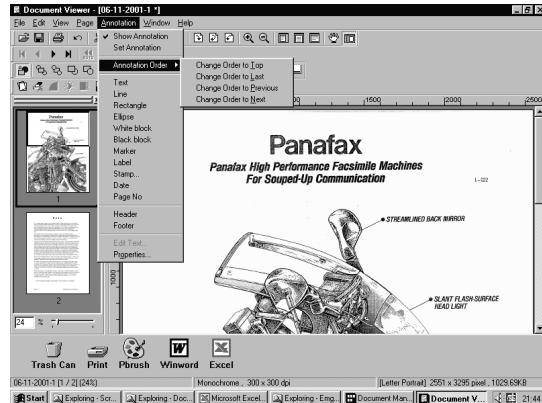 Document Viewer - [06-11-2001-1 *]
File Edit View Page Annotation Window Help
Show Annotation
Set Annotation
Annotation Order
Change Order to Top
Change Order to Last
Change Order to Previous
Change Order to Next
Text
Line
Rectangle
Ellipse
White block
Black block
Marker
Label
Stamp...
Date
Page No
Header
Footer
Edit Text...
Properties...
1500 2000 2500
1000
1
2
24 %
Panafax
Panafax High Performance Facsimile Machines
For Souped-Up Communication
STREAMLINED BACK MIRROR
SLANT FLASH-SURFACE
HEAD LIGHT
Trash Can Print Pbrush Winword Excel
06-11-2001-1 [1 / 2] (24%) Monochrome, 300 x 300 dpi [Letter Portrait] 2551 x 3295 pixel, 1029.69KB
Start Exploring - Scr... Exploring - Doc... Microsoft Excel... Exploring - Emg... Document Man... Document V... 21:44